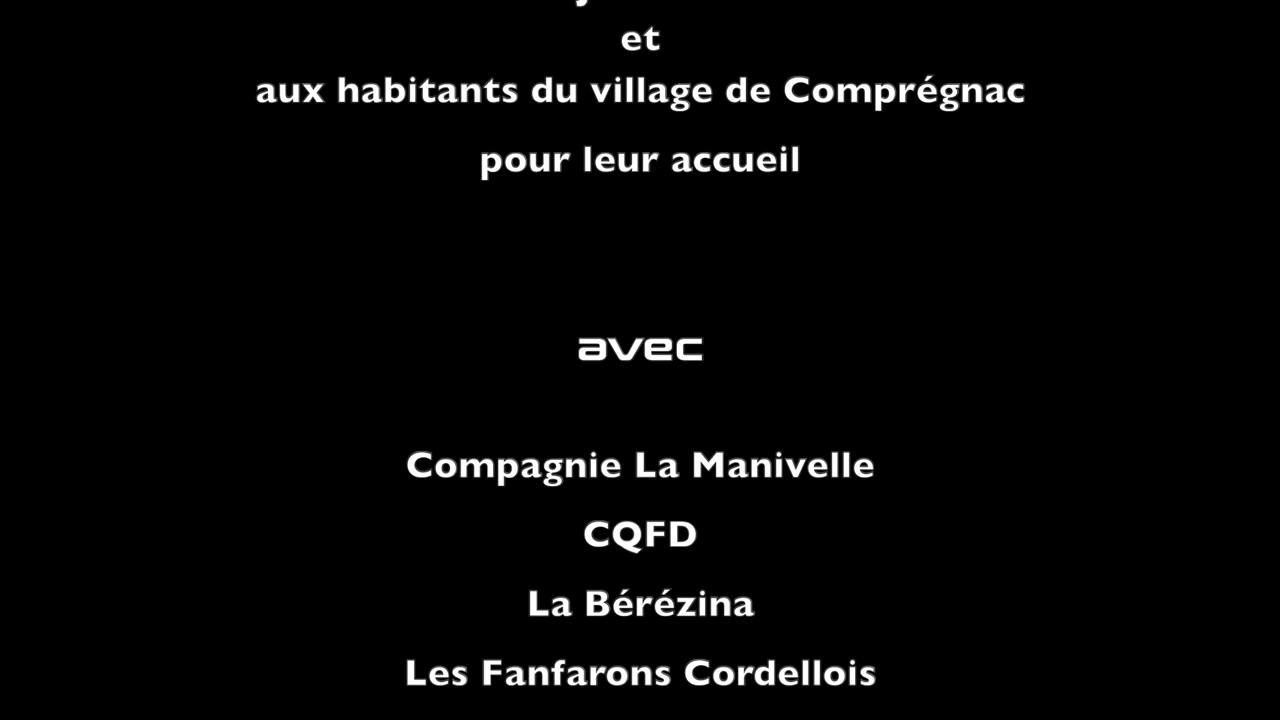 et
aux habitants du village de Comprégnac
pour leur accueil
avec
Compagnie La Manivelle
CQFD
La Bérézina
Les Fanfarons Cordellois